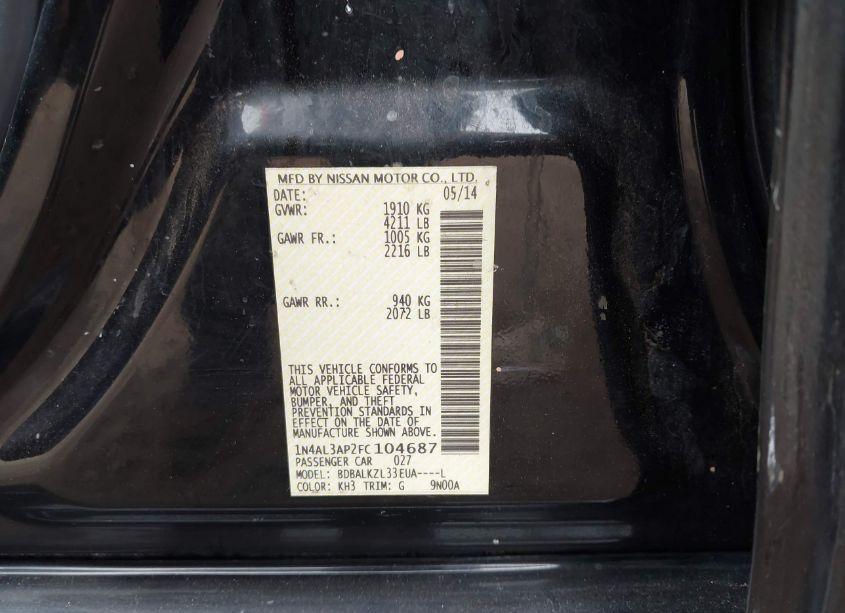 MFD BY NISSAN MOTOR CO., LTD.
DATE: 05/14
GVWR: 1910 KG
4211 LB
GAWR FR.: 1005 KG
2216 LB
GAWR RR.: 940 KG
2072 LB
THIS VEHICLE CONFORMS TO
ALL APPLICABLE FEDERAL
MOTOR VEHICLE SAFETY,
BUMPER, AND THEFT
PREVENTION STANDARDS IN
EFFECT ON THE DATE OF
MANUFACTURE SHOWN ABOVE.
1N4AL3AP2FC104687
PASSENGER CAR 027
MODEL: BDBALKZL33EUA----L
COLOR: KH3 TRIM: G 9N00A